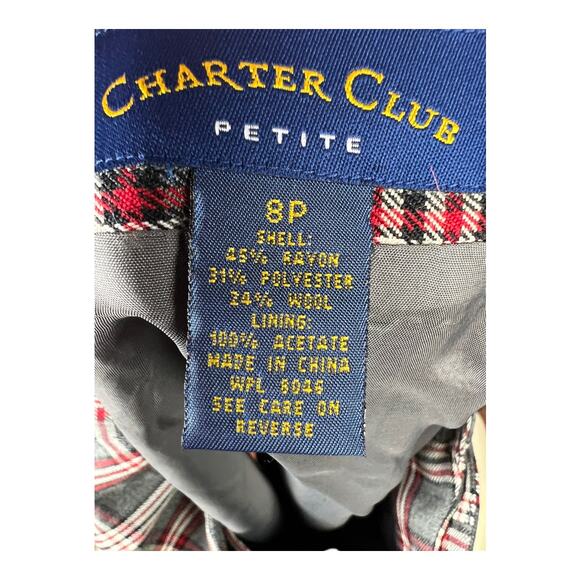 CHARTER CLUB
PETITE
8P
SHELL:
45% RAYON
31% POLYESTER
24% WOOL
LINING:
100% ACETATE
MADE IN CHINA
WPL 6046
SEE CARE ON
REVERSE